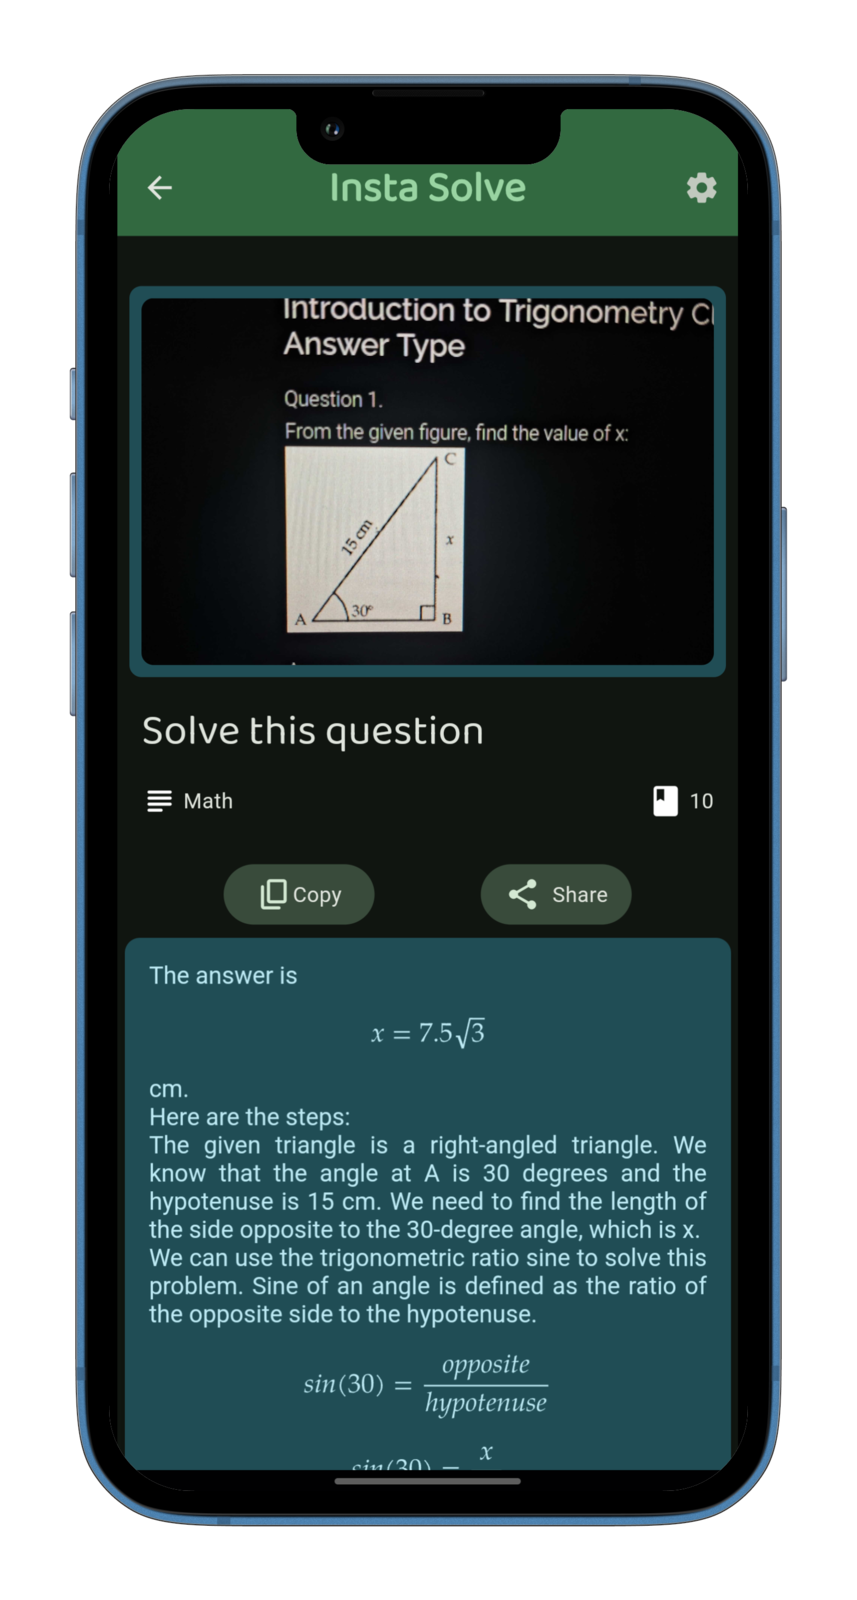 Insta Solve
Introduction to Trigonometry
Answer Type
Question 1.
From the given figure, find the value of x:
C
15 cm
x
30°
A
B
Solve this question
Math
10
Copy
Share
The answer is
x = 7.5√3
cm.
Here are the steps:
The given triangle is a right-angled triangle. We
know that the angle at A is 30 degrees and the
hypotenuse is 15 cm. We need to find the length of
the side opposite to the 30-degree angle, which is x.
We can use the trigonometric ratio sine to solve this
problem. Sine of an angle is defined as the ratio of
the opposite side to the hypotenuse.
sin(30) = opposite / hypotenuse
sin(30) = x